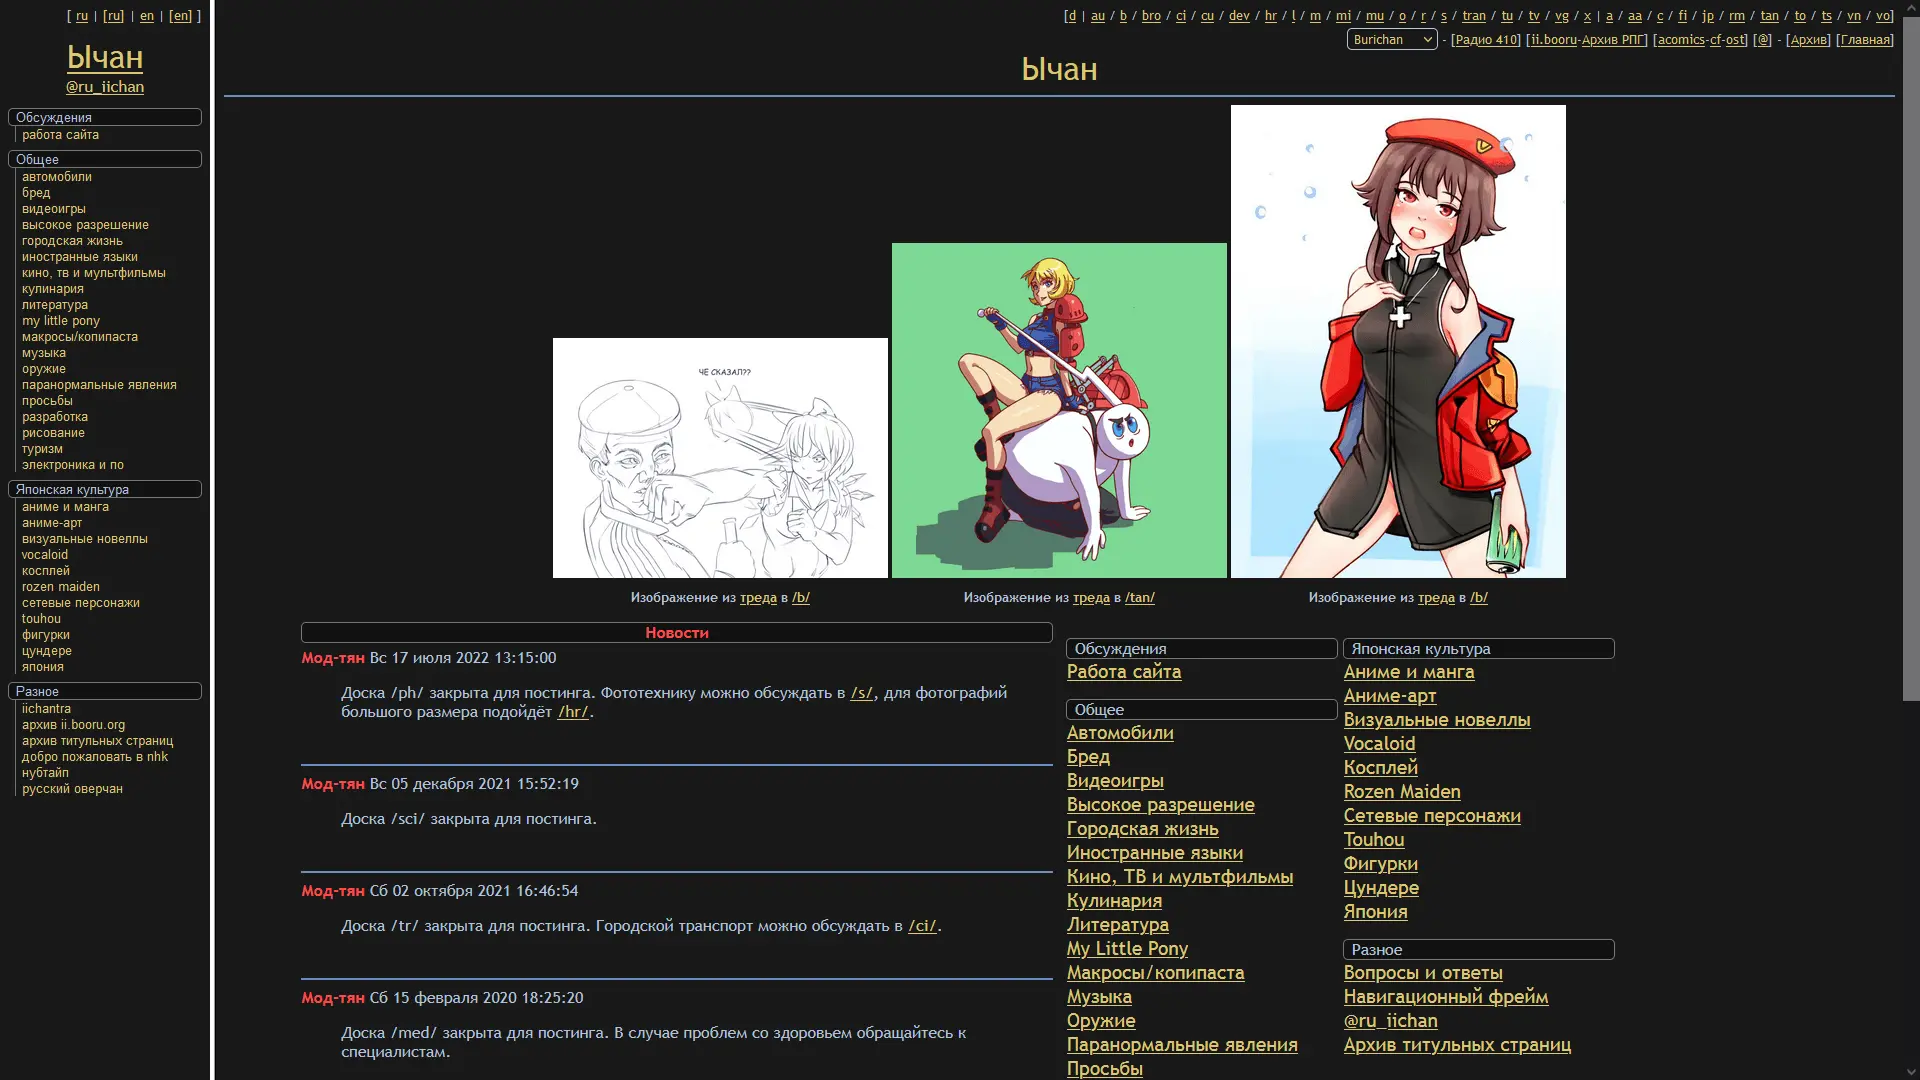 [ ru | [ru] | en | [en] ]
Ычан
@ru_iichan
Обсуждения
работа сайта
Общее
автомобили
бред
видеоигры
высокое разрешение
городская жизнь
иностранные языки
кино, тв и мультфильмы
кулинария
литература
my little pony
макросы/копипаста
музыка
оружие
паранормальные явления
просьбы
разработка
рисование
туризм
электроника и по
Японская культура
аниме и манга
аниме-арт
визуальные новеллы
vocaloid
косплей
rozen maiden
сетевые персонажи
touhou
фигурки
цундере
япония
Разное
iichantra
архив ii.booru.org
архив титульных страниц
добро пожаловать в nhk
нубтайп
русский оверчан
[d | au / b / bro / ci / cu / dev / hr / l / m / mi / mu / o / r / s / tran / tu / tv / vg / x | a / aa / c / fi / jp / rm / tan / to / ts / vn / vo]
Burichan - [Радио 410] [ii.booru-Архив РПГ] [acomics-cf-ost] [@] - [Архив] [Главная]
Ычан
ЧЁ СКАЗАЛ??
Изображение из треда в /b/
Изображение из треда в /tan/
Изображение из треда в /b/
Новости
Мод-тян Вс 17 июля 2022 13:15:00
Доска /ph/ закрыта для постинга. Фототехнику можно обсуждать в /s/, для фотографий
большого размера подойдёт /hr/.
Мод-тян Вс 05 декабря 2021 15:52:19
Доска /sci/ закрыта для постинга.
Мод-тян Сб 02 октября 2021 16:46:54
Доска /tr/ закрыта для постинга. Городской транспорт можно обсуждать в /ci/.
Мод-тян Сб 15 февраля 2020 18:25:20
Доска /med/ закрыта для постинга. В случае проблем со здоровьем обращайтесь к
специалистам.
Обсуждения
Работа сайта
Общее
Автомобили
Бред
Видеоигры
Высокое разрешение
Городская жизнь
Иностранные языки
Кино, ТВ и мультфильмы
Кулинария
Литература
My Little Pony
Макросы/копипаста
Музыка
Оружие
Паранормальные явления
Просьбы
Японская культура
Аниме и манга
Аниме-арт
Визуальные новеллы
Vocaloid
Косплей
Rozen Maiden
Сетевые персонажи
Touhou
Фигурки
Цундере
Япония
Разное
Вопросы и ответы
Навигационный фрейм
@ru_iichan
Архив титульных страниц